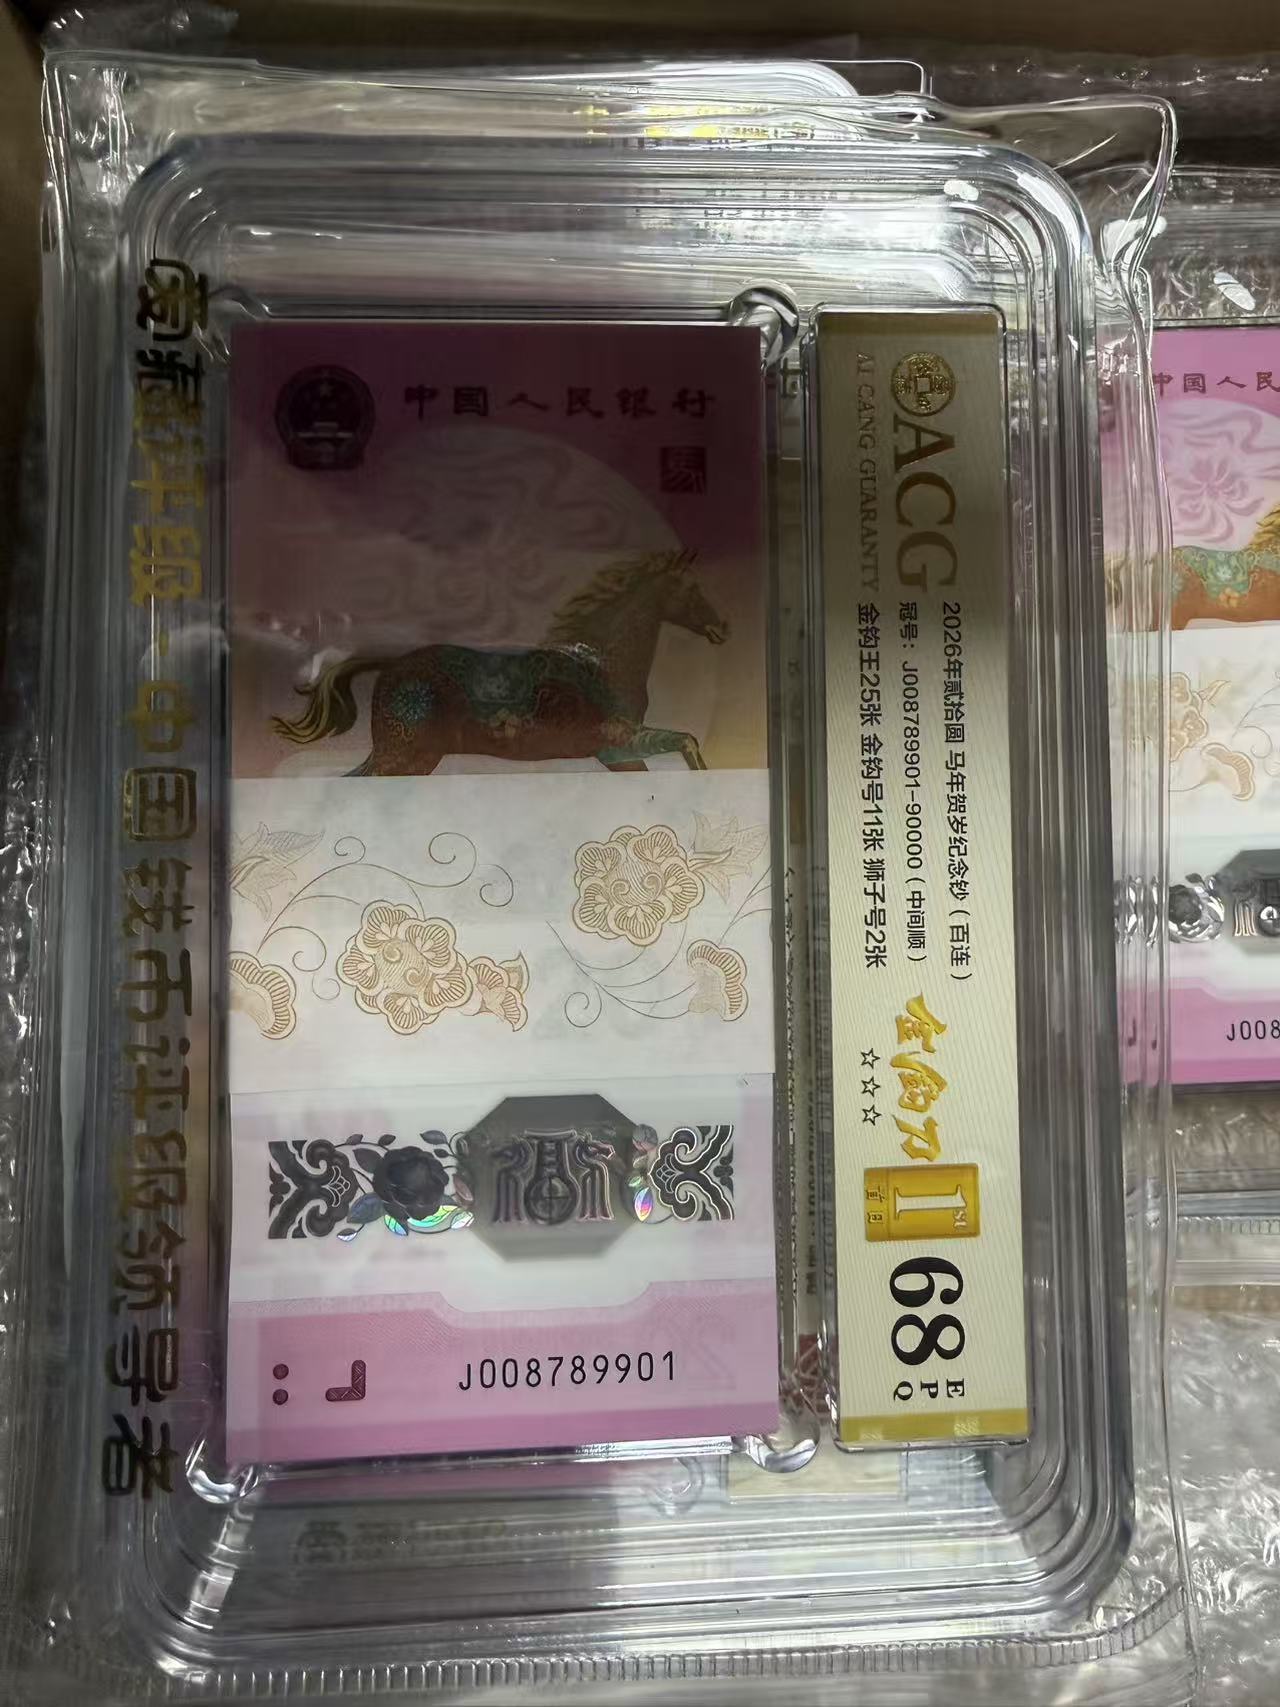 爱藏评级-中国钱币评级领导者
中国人民银行
J008789901
ACG
AI CANG GUARANTY
2026年贰拾圆 马年贺岁纪念钞（百连）
冠号：J008789901-90000（中间顺）
金钩王25张 金钩号11张 狮子号2张
金钩刀
☆☆☆
1st
首日
68
E
P
Q
中国人民
J008